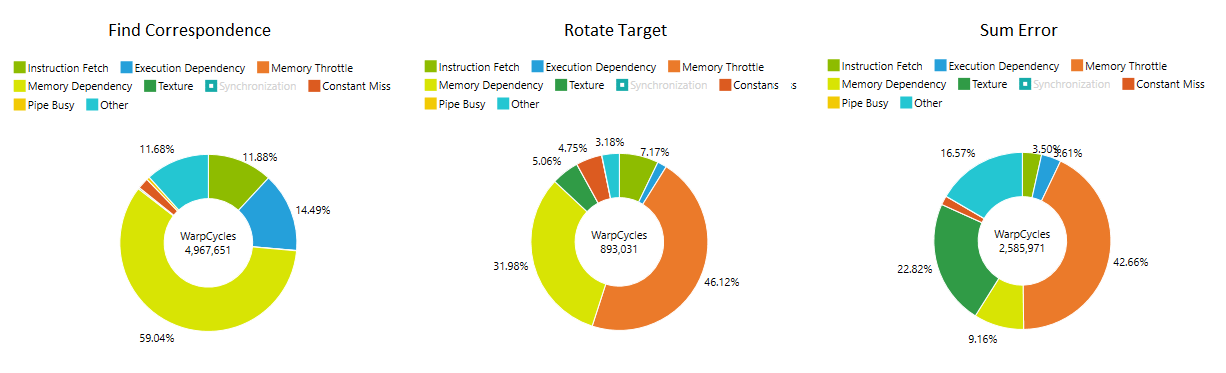 Find Correspondence
Instruction Fetch Execution Dependency Memory Throttle
Memory Dependency Texture Synchronization Constant Miss
Pipe Busy Other
11.68%
11.88%
14.49%
WarpCycles
4,967,651
59.04%
Rotate Target
Instruction Fetch Execution Dependency Memory Throttle
Memory Dependency Texture Synchronization Constans s
Pipe Busy Other
4.75%
3.18%
7.17%
5.06%
WarpCycles
893,031
31.98%
46.12%
Sum Error
Instruction Fetch Execution Dependency Memory Throttle
Memory Dependency Texture Synchronization Constant Miss
Pipe Busy Other
16.57%
3.50%
3.61%
WarpCycles
2,585,971
22.82%
42.66%
9.16%